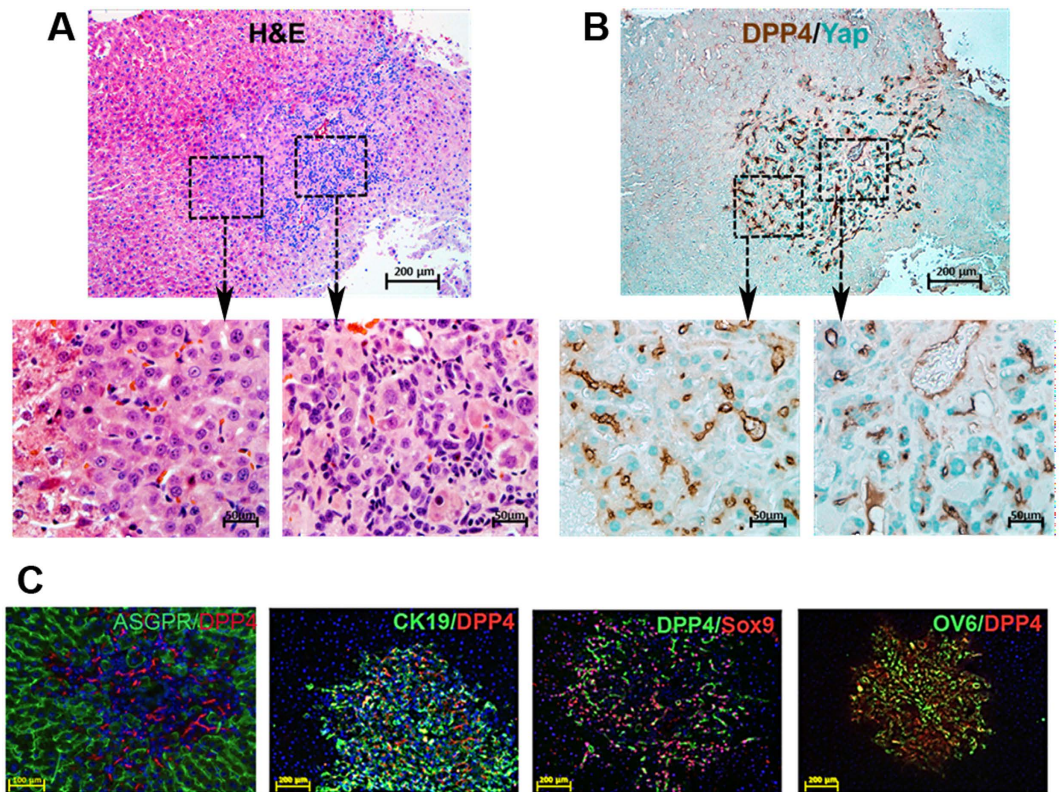 A
H&E
200 µm
B
DPP4/Yap
200 µm
50µm
50µm
50µm
50µm
C
ASGPR/DPP4
100 µm
CK19/DPP4
200 µm
DPP4/Sox9
200 µm
OV6/DPP4
200 µm